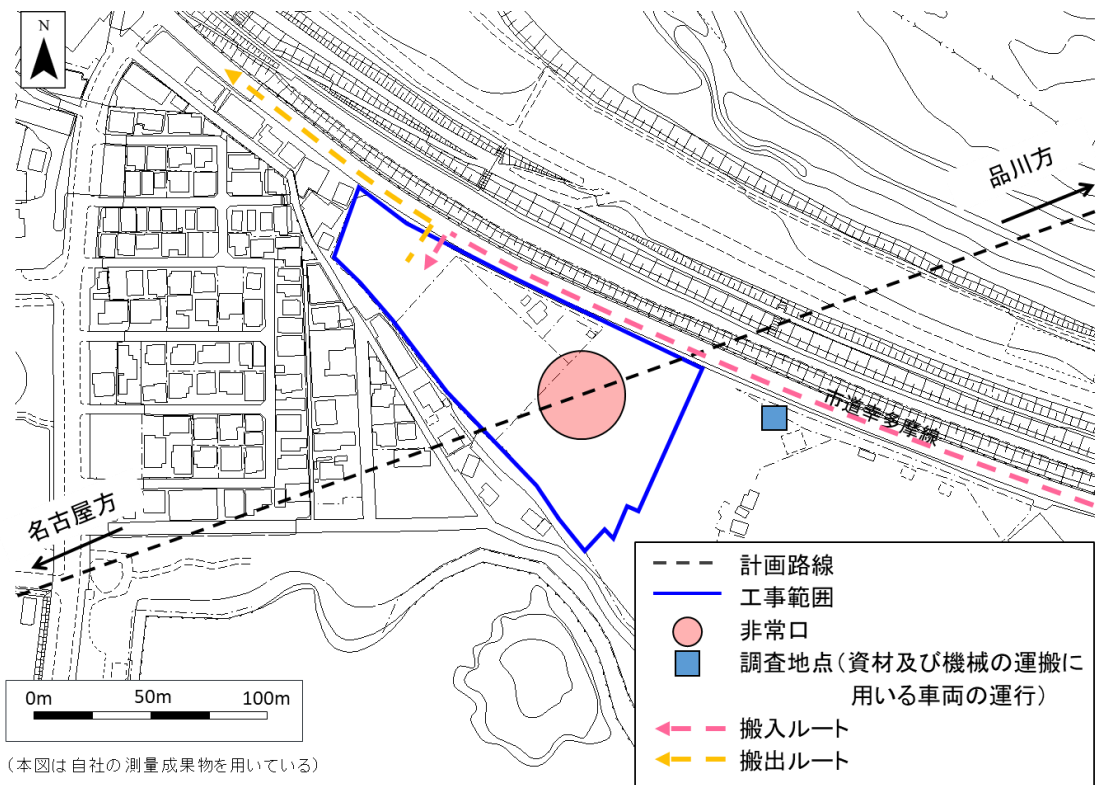 N
品川方
市道幸多摩線
名古屋方
計画路線
工事範囲
非常口
調査地点(資材及び機械の運搬に
用いる車両の運行)
搬入ルート
搬出ルート
0m 50m 100m
(本図は自社の測量成果物を用いている)